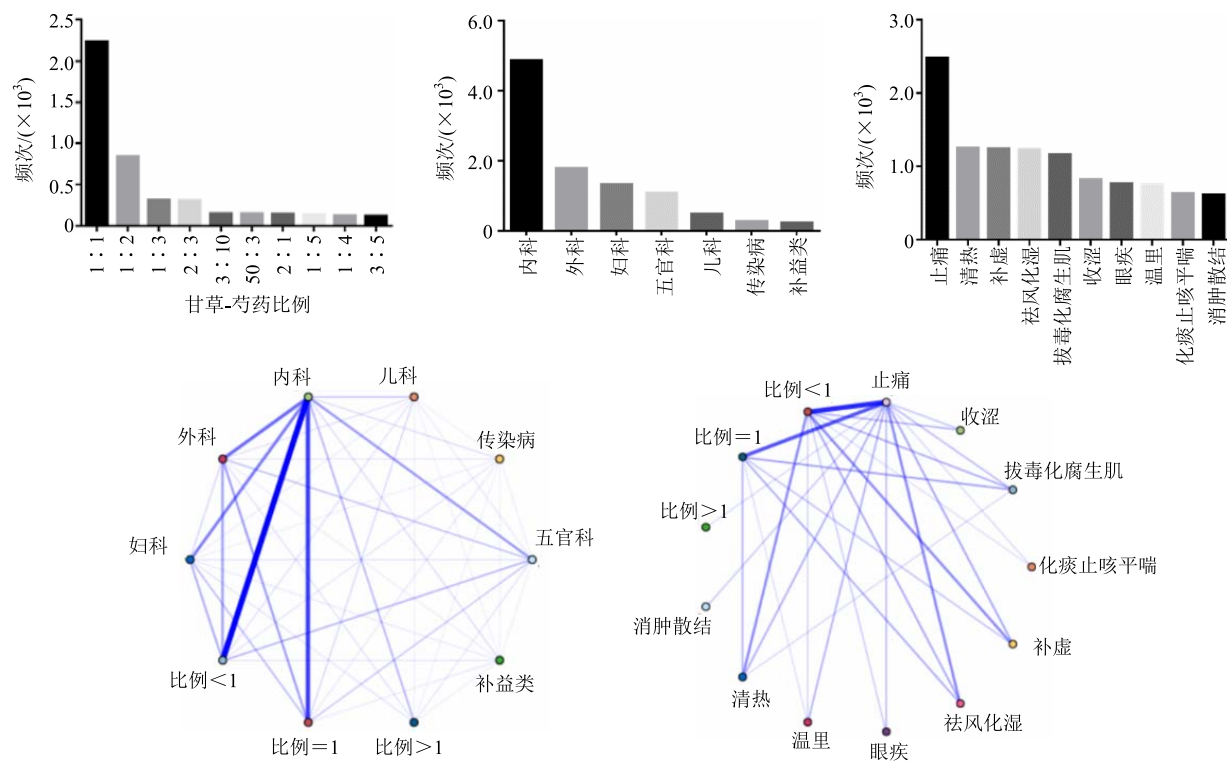 频次/(×10³)
2.5
2.0
1.5
1.0
0.5
0
1∶1
1∶2
1∶3
2∶3
3∶10
50∶3
2∶1
1∶5
1∶4
3∶5
甘草-芍药比例
频次/(×10³)
6.0
4.0
2.0
0
内科
外科
妇科
五官科
儿科
传染病
补益类
频次/(×10³)
3.0
2.0
1.0
0
止痛
清热
补虚
祛风化湿
拔毒化腐生肌
收涩
眼疾
温里
化痰止咳平喘
消肿散结
内科
儿科
外科
传染病
妇科
五官科
比例＜1
补益类
比例＝1
比例＞1
比例＜1
止痛
收涩
比例＝1
拔毒化腐生肌
比例＞1
化痰止咳平喘
消肿散结
补虚
清热
祛风化湿
温里
眼疾